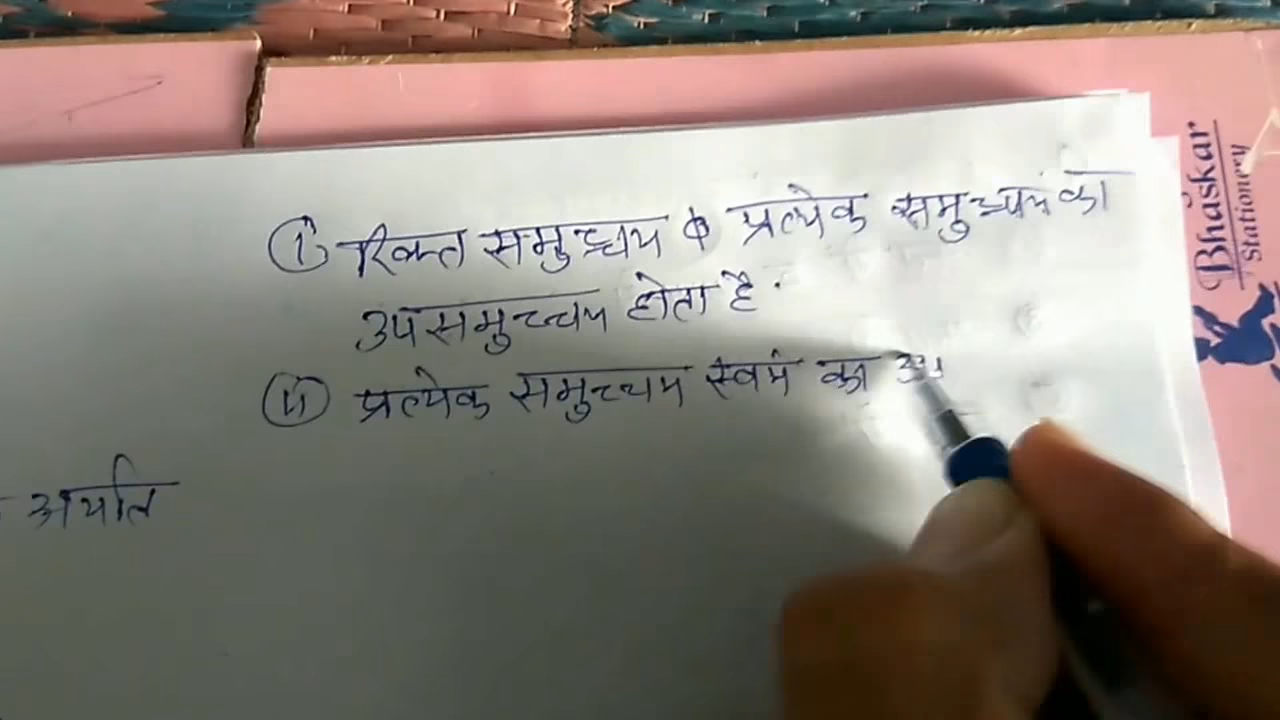 (i) रिक्त समुच्चय ϕ प्रत्येक समुच्चय का
उपसमुच्चय होता है.
(ii) प्रत्येक समुच्चय स्वयं का
अर्थात
Bhaskar
Stationery